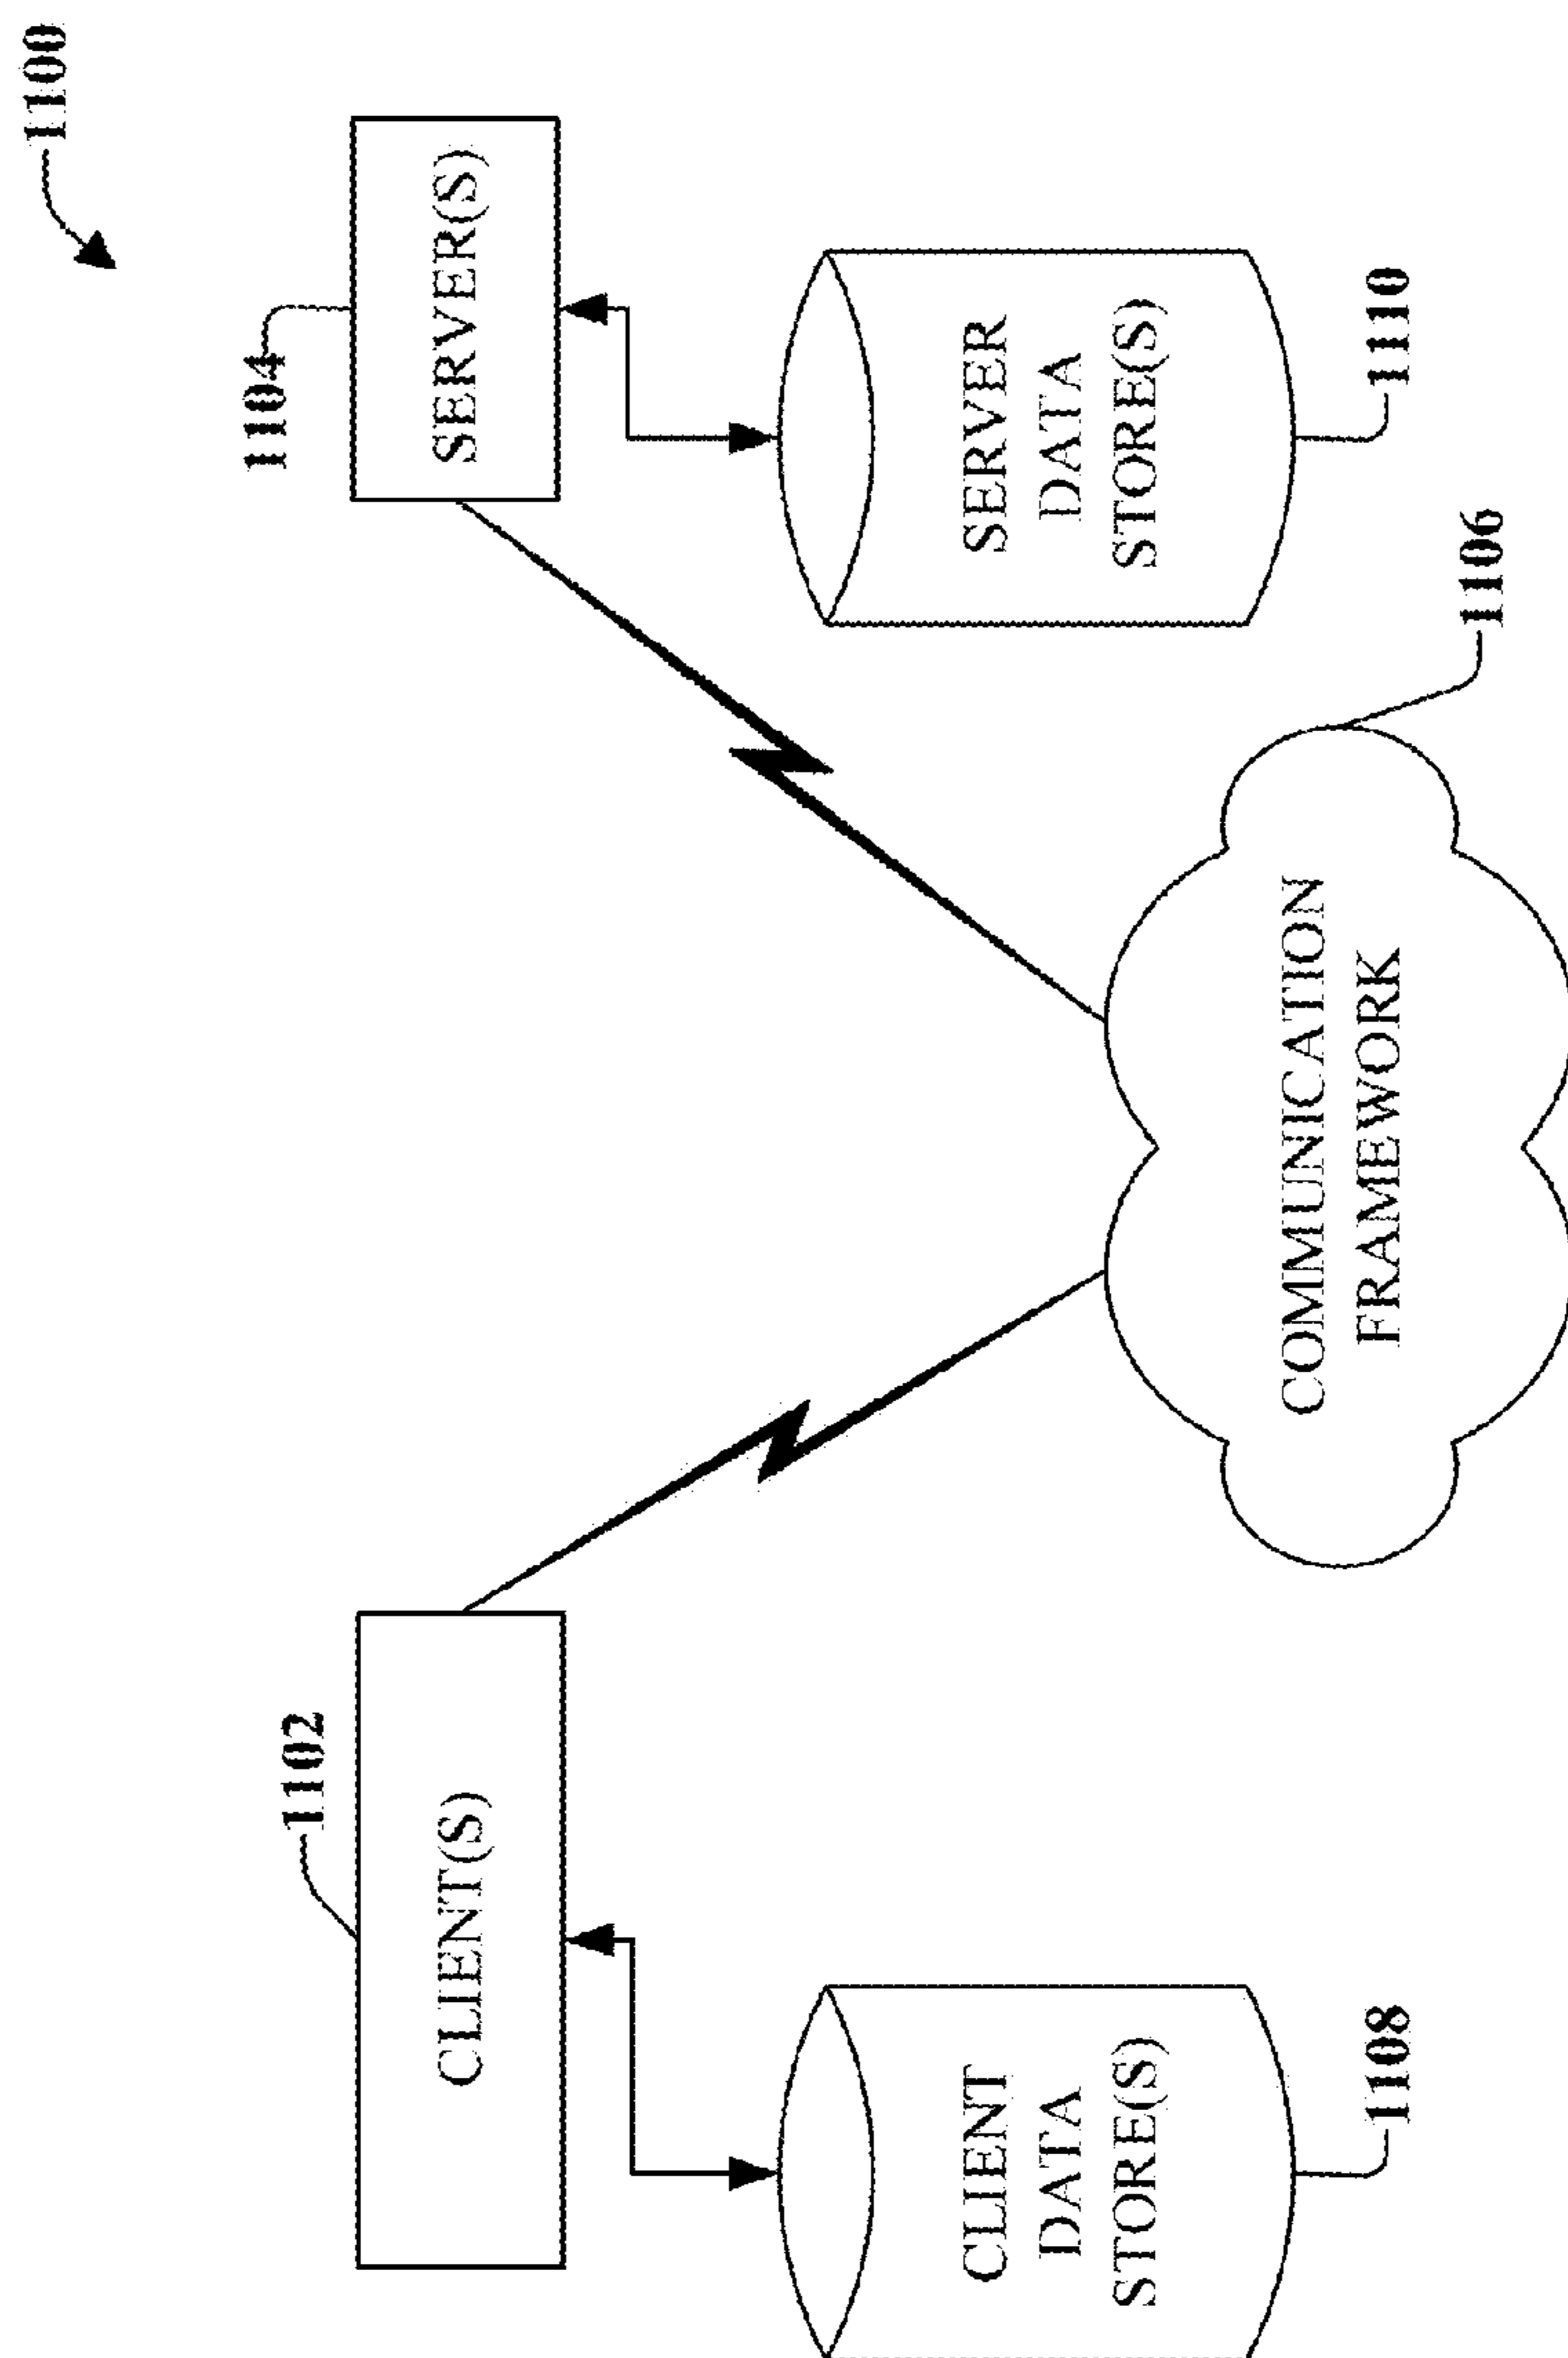 1100
1102
CLIENT(S)
1104
SERVER(S)
CLIENT
DATA
STORE(S)
1108
SERVER
DATA
STORE(S)
1110
COMMUNICATION
FRAMEWORK
1106